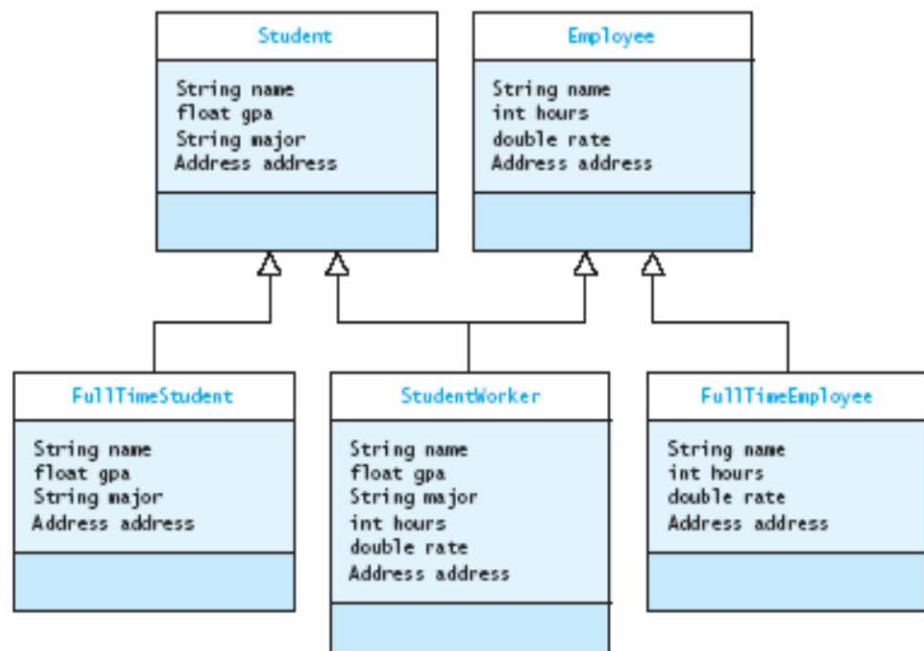 Student
String name
float gpa
String major
Address address
Employee
String name
int hours
double rate
Address address
FullTimeStudent
String name
float gpa
String major
Address address
StudentWorker
String name
float gpa
String major
int hours
double rate
Address address
FullTimeEmployee
String name
int hours
double rate
Address address